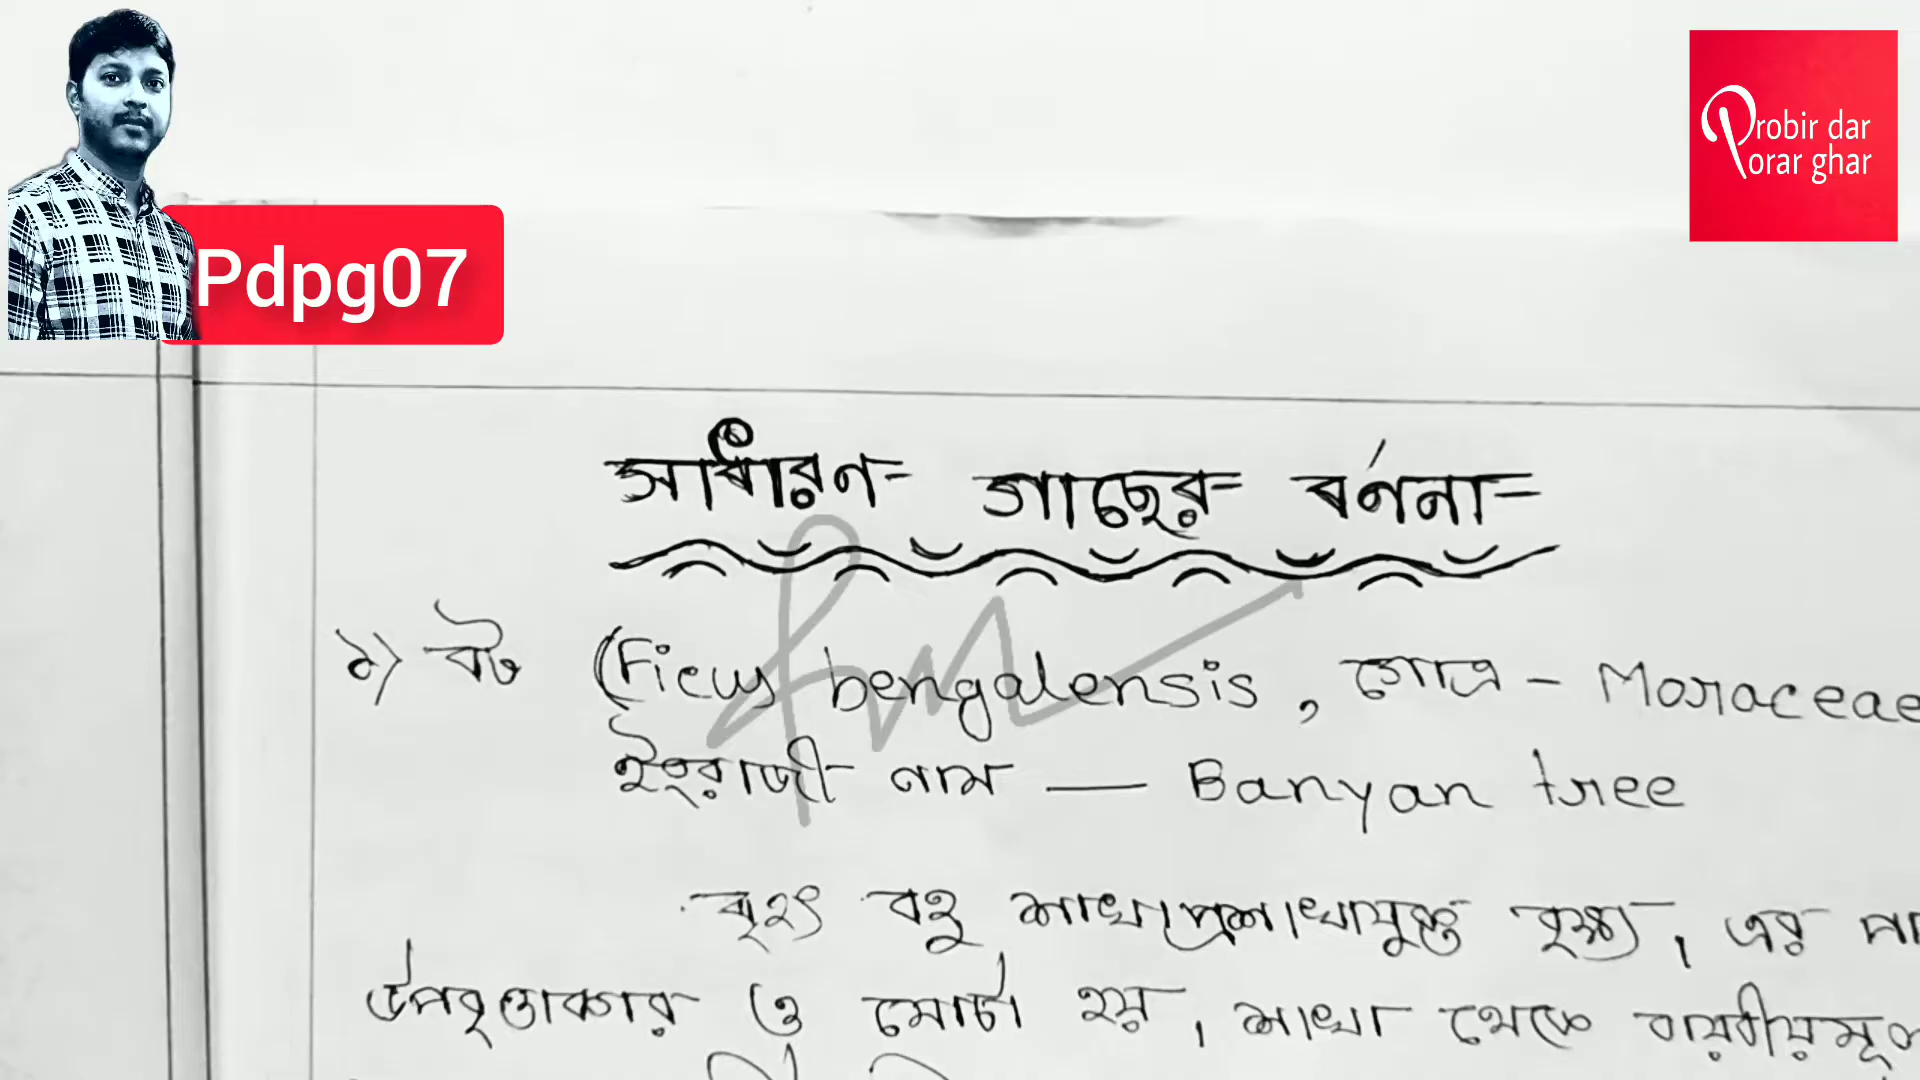 Probir dar
Porar ghar
Pdpg07
সাধারণ গাছের বর্ণনা
১) বট (Ficus bengalensis, গোত্র - Moraceae
ইংরাজী নাম — Banyan tree
বৃহৎ বহু শাখাপ্রশাখাযুক্ত বৃক্ষ, এর পা
উপবৃত্তাকার ও মোটা হয়, শাখা থেকে বায়বীয়মূল